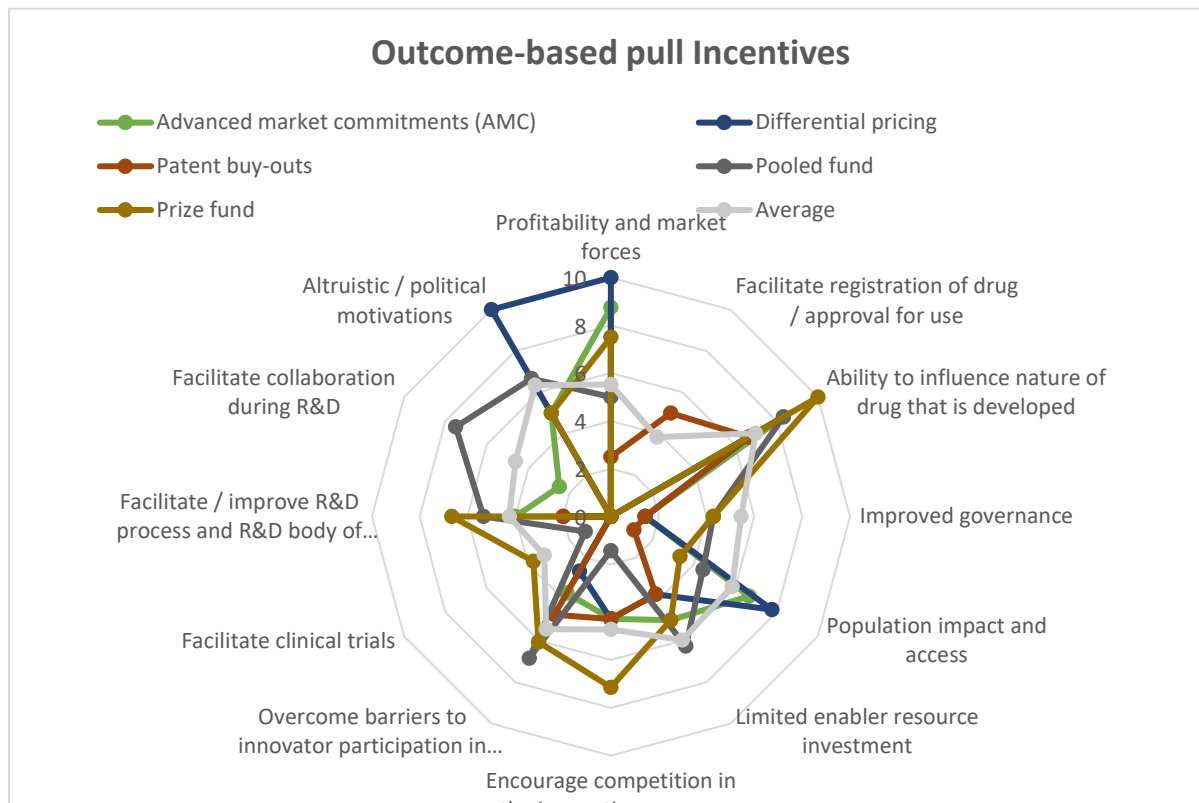 Outcome-based pull Incentives
Advanced market commitments (AMC)
Differential pricing
Patent buy-outs
Pooled fund
Prize fund
Average
Profitability and market
forces
Facilitate registration of drug
/ approval for use
Ability to influence nature of
drug that is developed
Improved governance
Population impact and
access
Limited enabler resource
investment
Encourage competition in
Overcome barriers to
innovator participation in...
Facilitate clinical trials
Facilitate / improve R&D
process and R&D body of...
Facilitate collaboration
during R&D
Altruistic / political
motivations
10
8
6
4
2
0